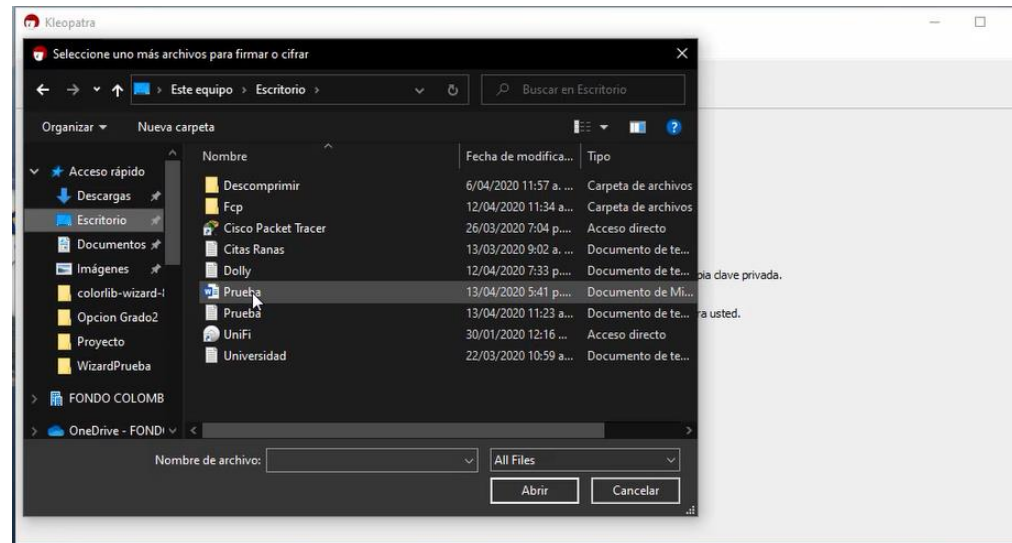 Kleopatra
Seleccione uno más archivos para firmar o cifrar
Este equipo > Escritorio >
Buscar en Escritorio
Organizar Nueva carpeta
Nombre Fecha de modifica... Tipo
Acceso rápido
Descargas
Escritorio
Documentos
Imágenes
colorlib-wizard-
Opcion Grado2
Proyecto
WizardPrueba
FONDO COLOMB
OneDrive - FOND
Descomprimir 6/04/2020 11:57 a. ... Carpeta de archivos
Fcp 12/04/2020 11:34 a... Carpeta de archivos
Cisco Packet Tracer 26/03/2020 7:04 p.... Acceso directo
Citas Ranas 13/03/2020 9:02 a. ... Documento de te...
Dolly 12/04/2020 7:33 p.... Documento de te...
Prueba 13/04/2020 5:41 p.... Documento de Mi...
Prueba 13/04/2020 11:23 a... Documento de te...
UniFi 30/01/2020 12:16 ... Acceso directo
Universidad 22/03/2020 10:59 a... Documento de te...
clave privada.
usted.
Nombre de archivo: All Files
Abrir Cancelar